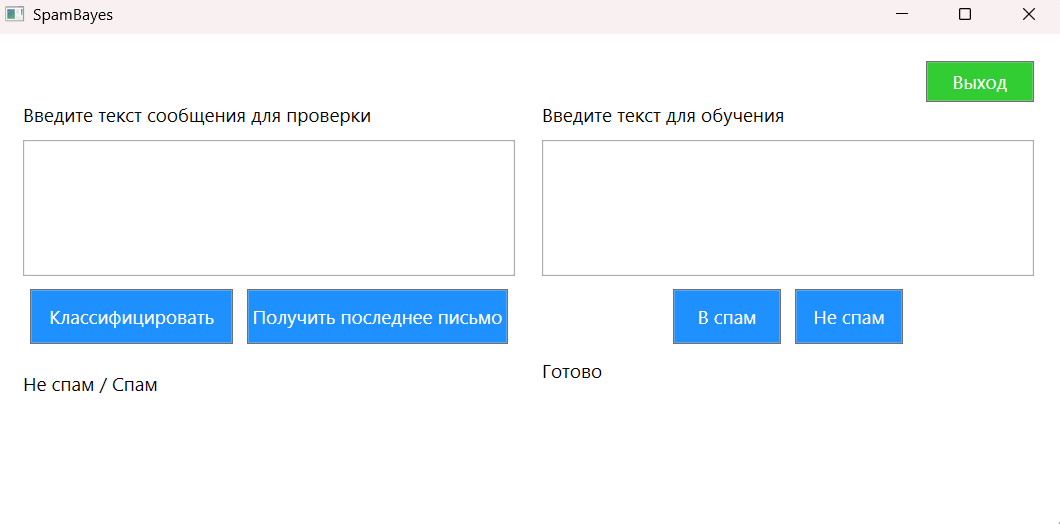 SpamBayes
Выход
Введите текст сообщения для проверки
Введите текст для обучения
Классифицировать
Получить последнее письмо
В спам
Не спам
Не спам / Спам
Готово